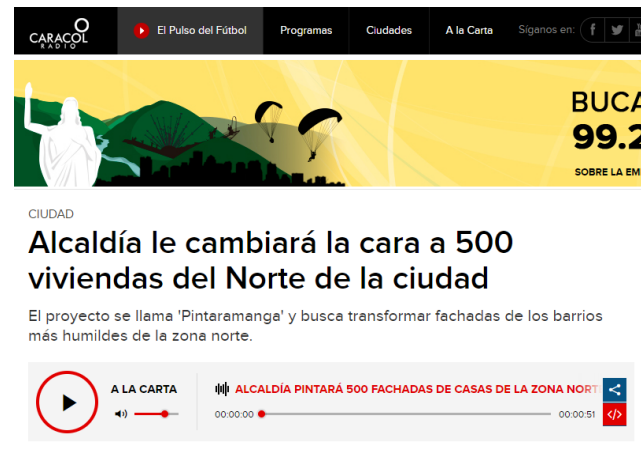 CARACOL
RADIO
El Pulso del Fútbol
Programas
Ciudades
A la Carta
Síganos en:
BUCA
99.2
SOBRE LA EM
CIUDAD
Alcaldía le cambiará la cara a 500
viviendas del Norte de la ciudad
El proyecto se llama 'Pintaramanga' y busca transformar fachadas de los barrios
más humildes de la zona norte.
A LA CARTA
ALCALDÍA PINTARÁ 500 FACHADAS DE CASAS DE LA ZONA NORT
00:00:00
00:00:51